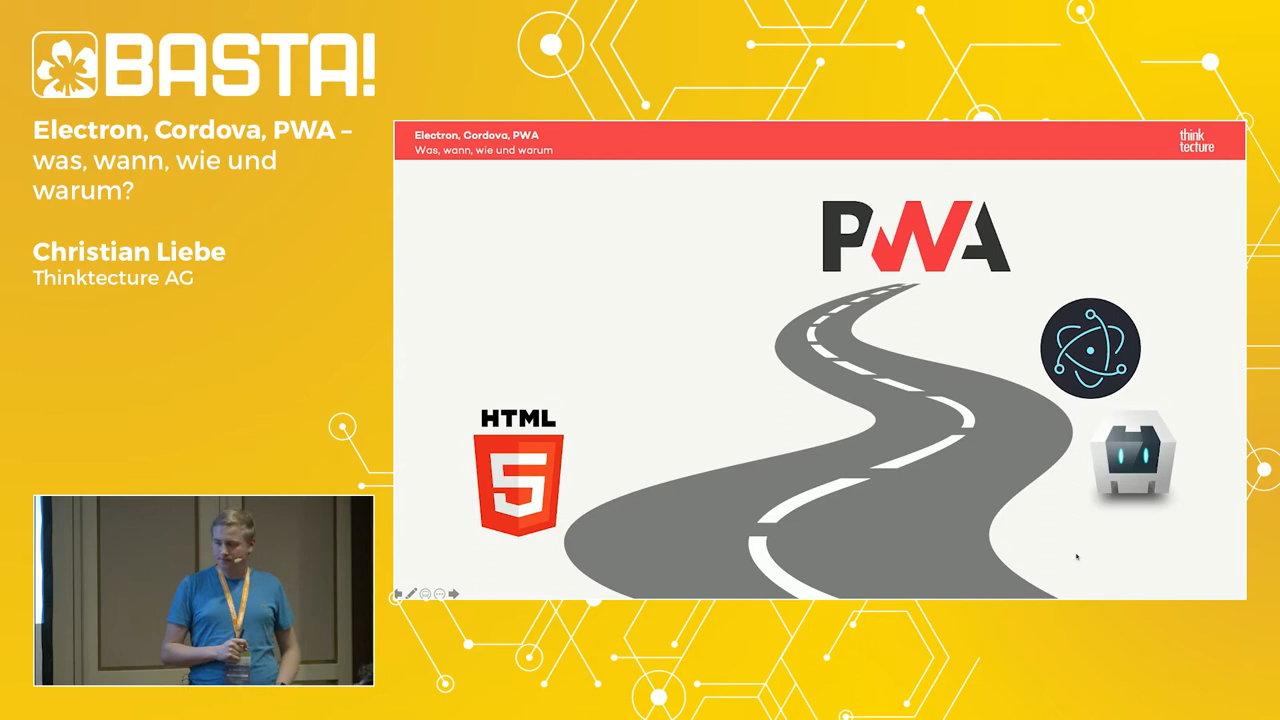 BASTA!
Electron, Cordova, PWA –
was, wann, wie und
warum?
Christian Liebe
Thinktecture AG
Electron, Cordova, PWA
Was, wann, wie und warum
think
tecture
PWA
HTML
5